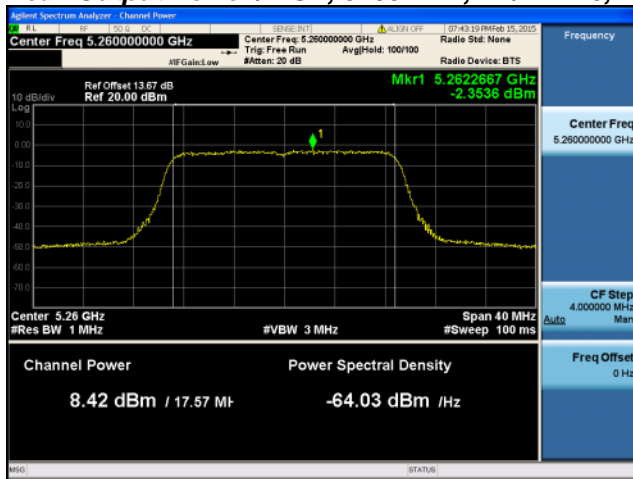 Agilent Spectrum Analyzer - Channel Power
RL RF 50 Ω DC SENSE:INT ALIGN OFF 07:43:19 PM Feb 15, 2015
Center Freq 5.260000000 GHz
Center Freq: 5.260000000 GHz
Radio Std: None
Trig: Free Run Avg|Hold: 100/100
#IFGain:Low #Atten: 20 dB Radio Device: BTS
Frequency
Mkr1 5.2622667 GHz
-2.3536 dBm
Ref Offset 13.67 dB
10 dB/div Ref 20.00 dBm
Log
10.0
0.00
-10.0
-20.0
-30.0
-40.0
-50.0
-60.0
-70.0
1
Center Freq
5.260000000 GHz
Center 5.26 GHz Span 40 MHz
#Res BW 1 MHz #VBW 3 MHz #Sweep 100 ms
CF Step
4.000000 MHz
Auto Man
Channel Power Power Spectral Density
8.42 dBm / 17.57 MH -64.03 dBm /Hz
Freq Offset
0 Hz
MSG STATUS